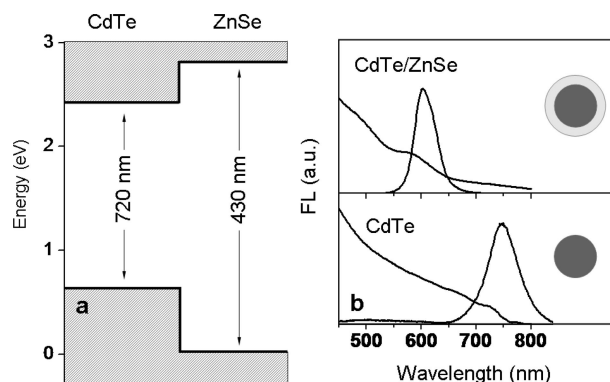 CdTe ZnSe
3
2
1
0
Energy (eV)
720 nm
430 nm
a
CdTe/ZnSe
CdTe
b
FL (a.u.)
500 600 700 800
Wavelength (nm)